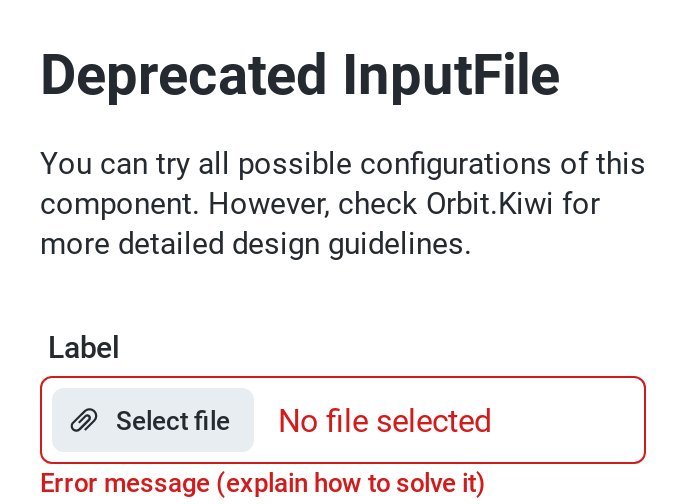 Deprecated InputFile
You can try all possible configurations of this
component. However, check Orbit.Kiwi for
more detailed design guidelines.
Label
Select file No file selected
Error message (explain how to solve it)